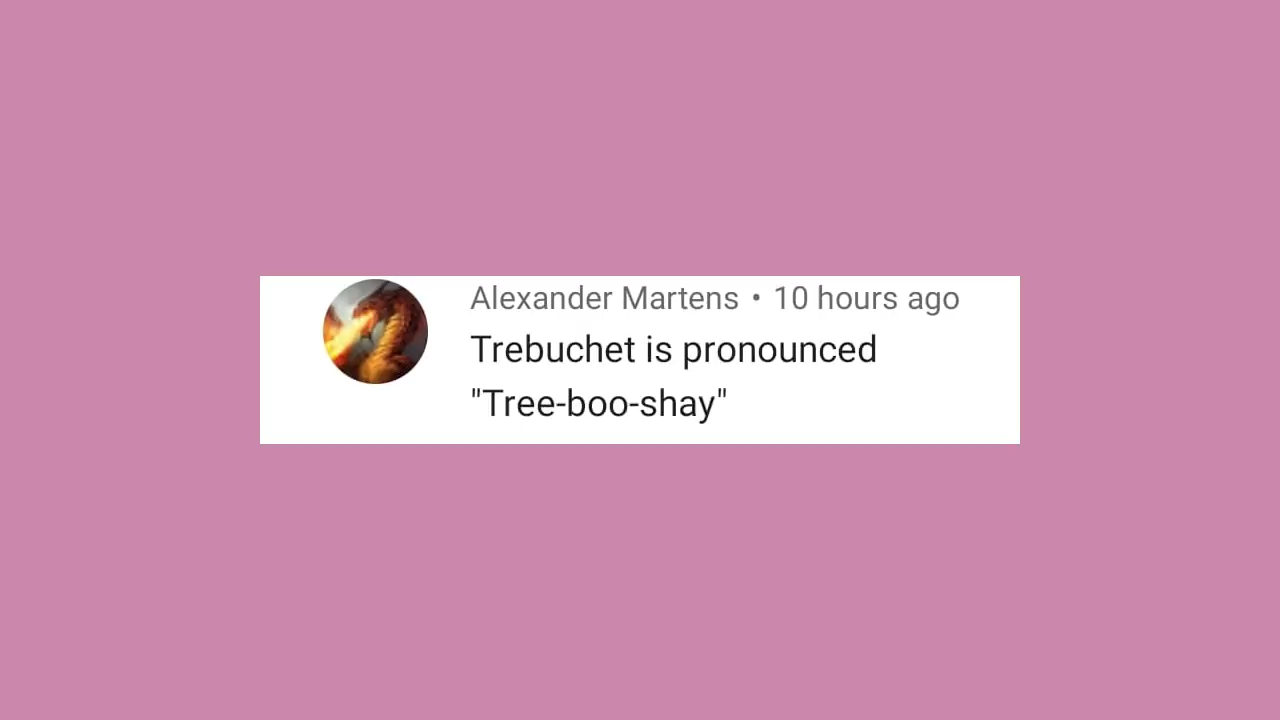 Alexander Martens • 10 hours ago
Trebuchet is pronounced
"Tree-boo-shay"